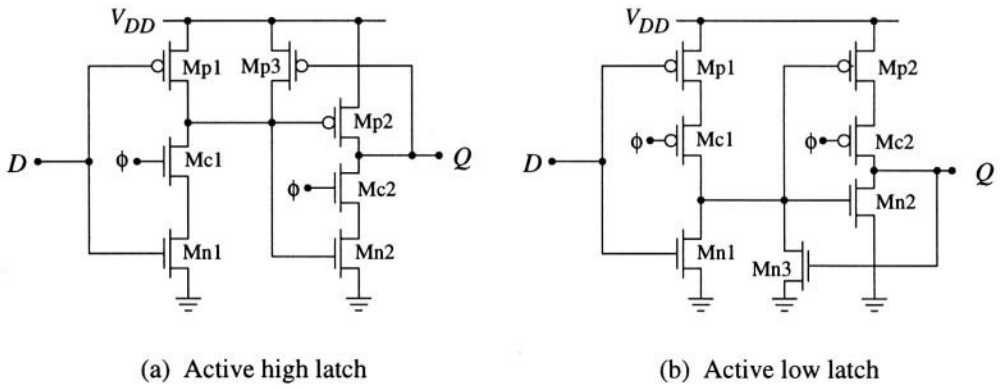 VDD
Mp1
Mp3
Mp2
D
ϕ
Mc1
Q
ϕ
Mc2
Mn1
Mn2
(a) Active high latch
VDD
Mp1
Mp2
ϕ
Mc1
ϕ
Mc2
D
Q
Mn2
Mn1
Mn3
(b) Active low latch